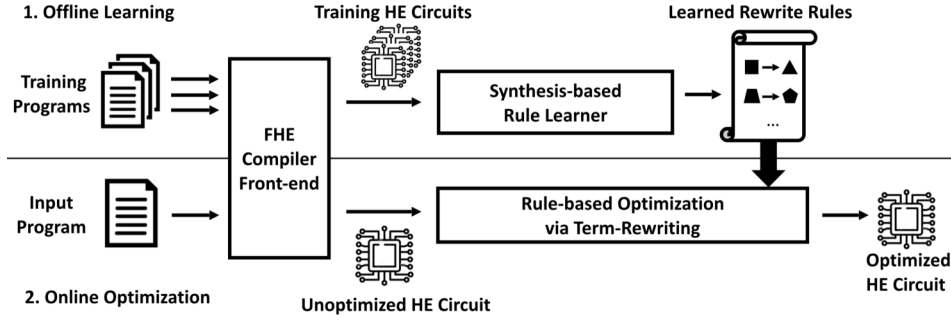 1. Offline Learning
Training HE Circuits
Learned Rewrite Rules
Training
Programs
FHE
Compiler
Front-end
Synthesis-based
Rule Learner
...
Input
Program
Rule-based Optimization
via Term-Rewriting
Optimized
HE Circuit
2. Online Optimization
Unoptimized HE Circuit